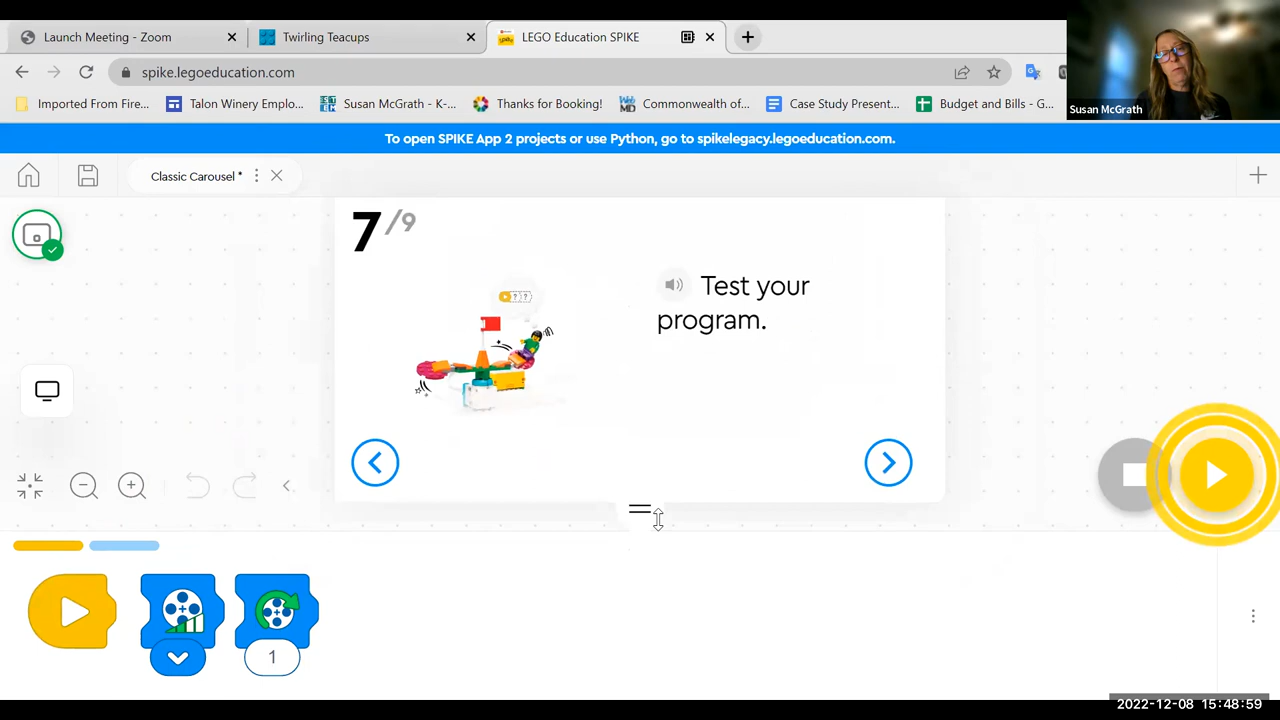 Launch Meeting - Zoom
Twirling Teacups
LEGO Education SPIKE
spike.legoeducation.com
Imported From Fire...
Talon Winery Emplo...
Susan McGrath - K-...
Thanks for Booking!
Commonwealth of...
Case Study Present...
Budget and Bills - G...
Susan McGrath
To open SPIKE App 2 projects or use Python, go to spikelegacy.legoeducation.com.
Classic Carousel *
7/9
Test your
program.
1
2022-12-08 15:48:59